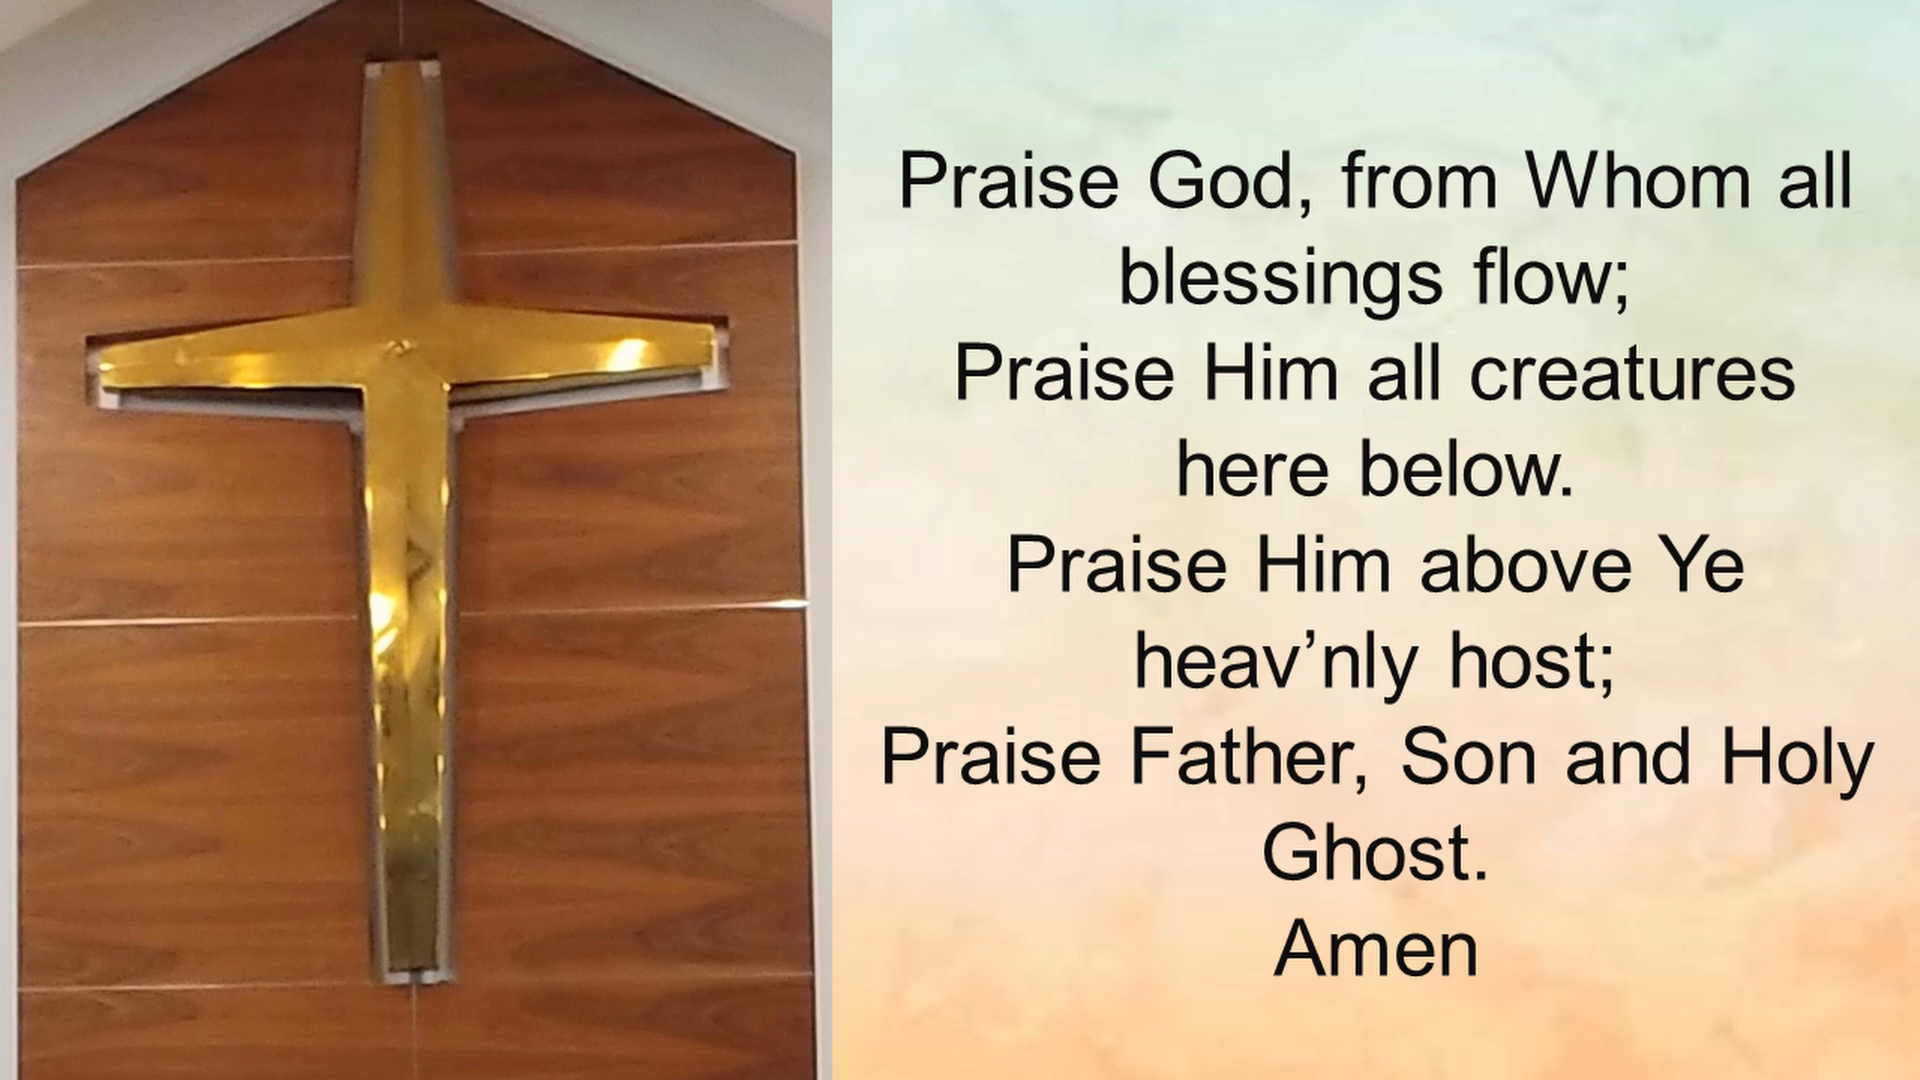 Praise God, from Whom all
blessings flow;
Praise Him all creatures
here below.
Praise Him above Ye
heav’nly host;
Praise Father, Son and Holy
Ghost.
Amen